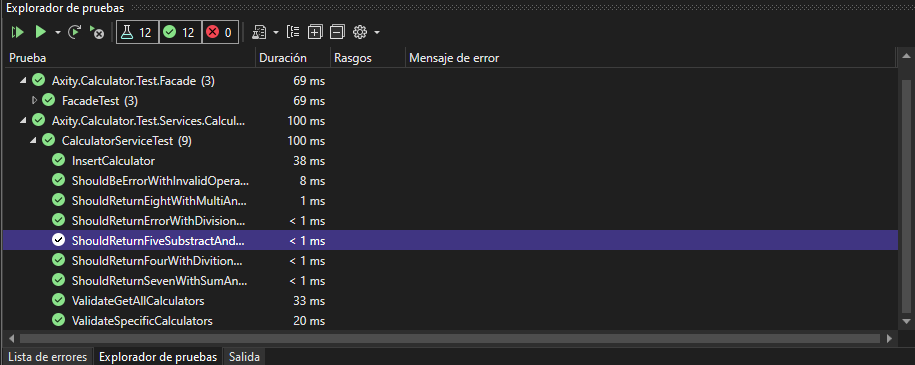 Explorador de pruebas
12 12 0
Prueba Duración Rasgos Mensaje de error
Axity.Calculator.Test.Facade (3) 69 ms
FacadeTest (3) 69 ms
Axity.Calculator.Test.Services.Calcul... 100 ms
CalculatorServiceTest (9) 100 ms
InsertCalculator 38 ms
ShouldBeErrorWithInvalidOpera... 8 ms
ShouldReturnEightWithMultiAn... 1 ms
ShouldReturnErrorWithDivision... < 1 ms
ShouldReturnFiveSubstractAnd... < 1 ms
ShouldReturnFourWithDivition... < 1 ms
ShouldReturnSevenWithSumAn... < 1 ms
ValidateGetAllCalculators 33 ms
ValidateSpecificCalculators 20 ms
Lista de errores Explorador de pruebas Salida